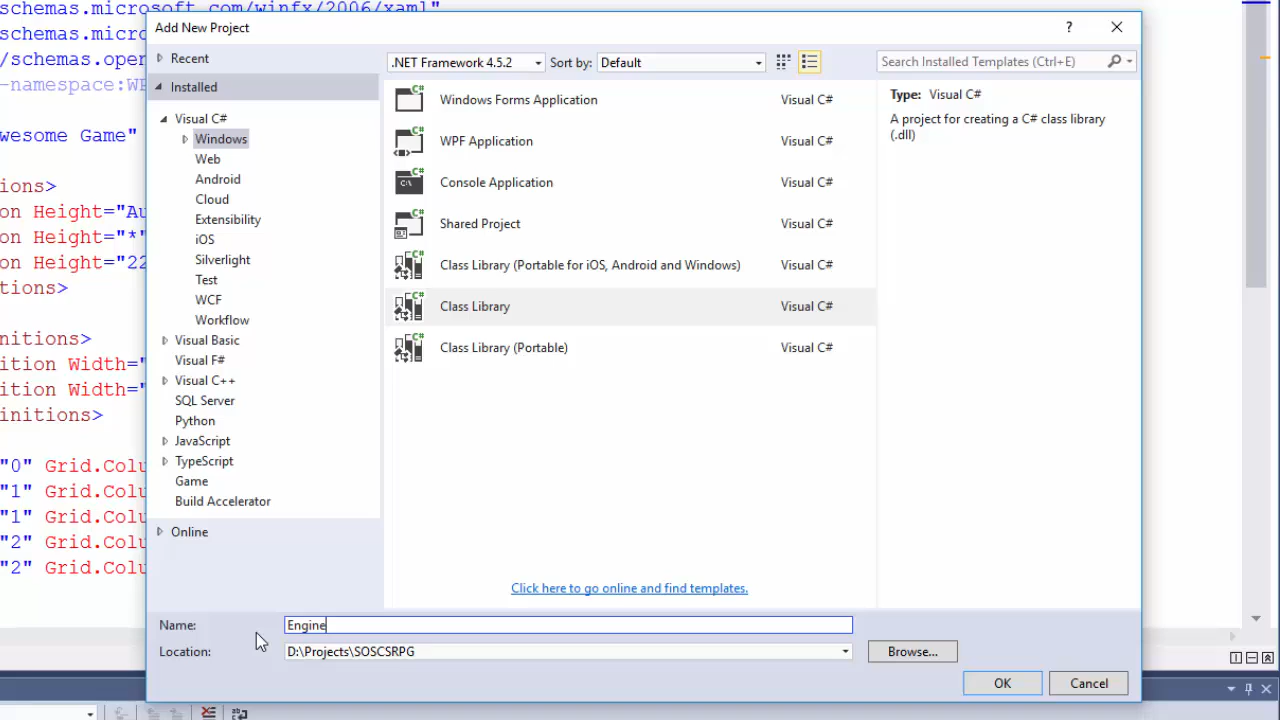 schemas.microsoft com/winfx/2006/xaml"
schemas.micro
/schemas.open
-namespace:W
wesome Game"
ions>
on Height="Au
on Height="*"
on Height="22
tions>
nitions>
ition Width="
ition Width="
initions>
"0" Grid.Colu
"1" Grid.Colu
"1" Grid.Colu
"2" Grid.Colu
"2" Grid.Colu
Add New Project
?
Recent
Installed
Visual C#
Windows
Web
Android
Cloud
Extensibility
iOS
Silverlight
Test
WCF
Workflow
Visual Basic
Visual F#
Visual C++
SQL Server
Python
JavaScript
TypeScript
Game
Build Accelerator
Online
.NET Framework 4.5.2 Sort by: Default
Search Installed Templates (Ctrl+E)
Windows Forms Application Visual C#
WPF Application Visual C#
Console Application Visual C#
Shared Project Visual C#
Class Library (Portable for iOS, Android and Windows) Visual C#
Class Library Visual C#
Class Library (Portable) Visual C#
Type: Visual C#
A project for creating a C# class library
(.dll)
Click here to go online and find templates.
Name: Engine
Location: D:\Projects\SOSCSRPG Browse...
OK Cancel